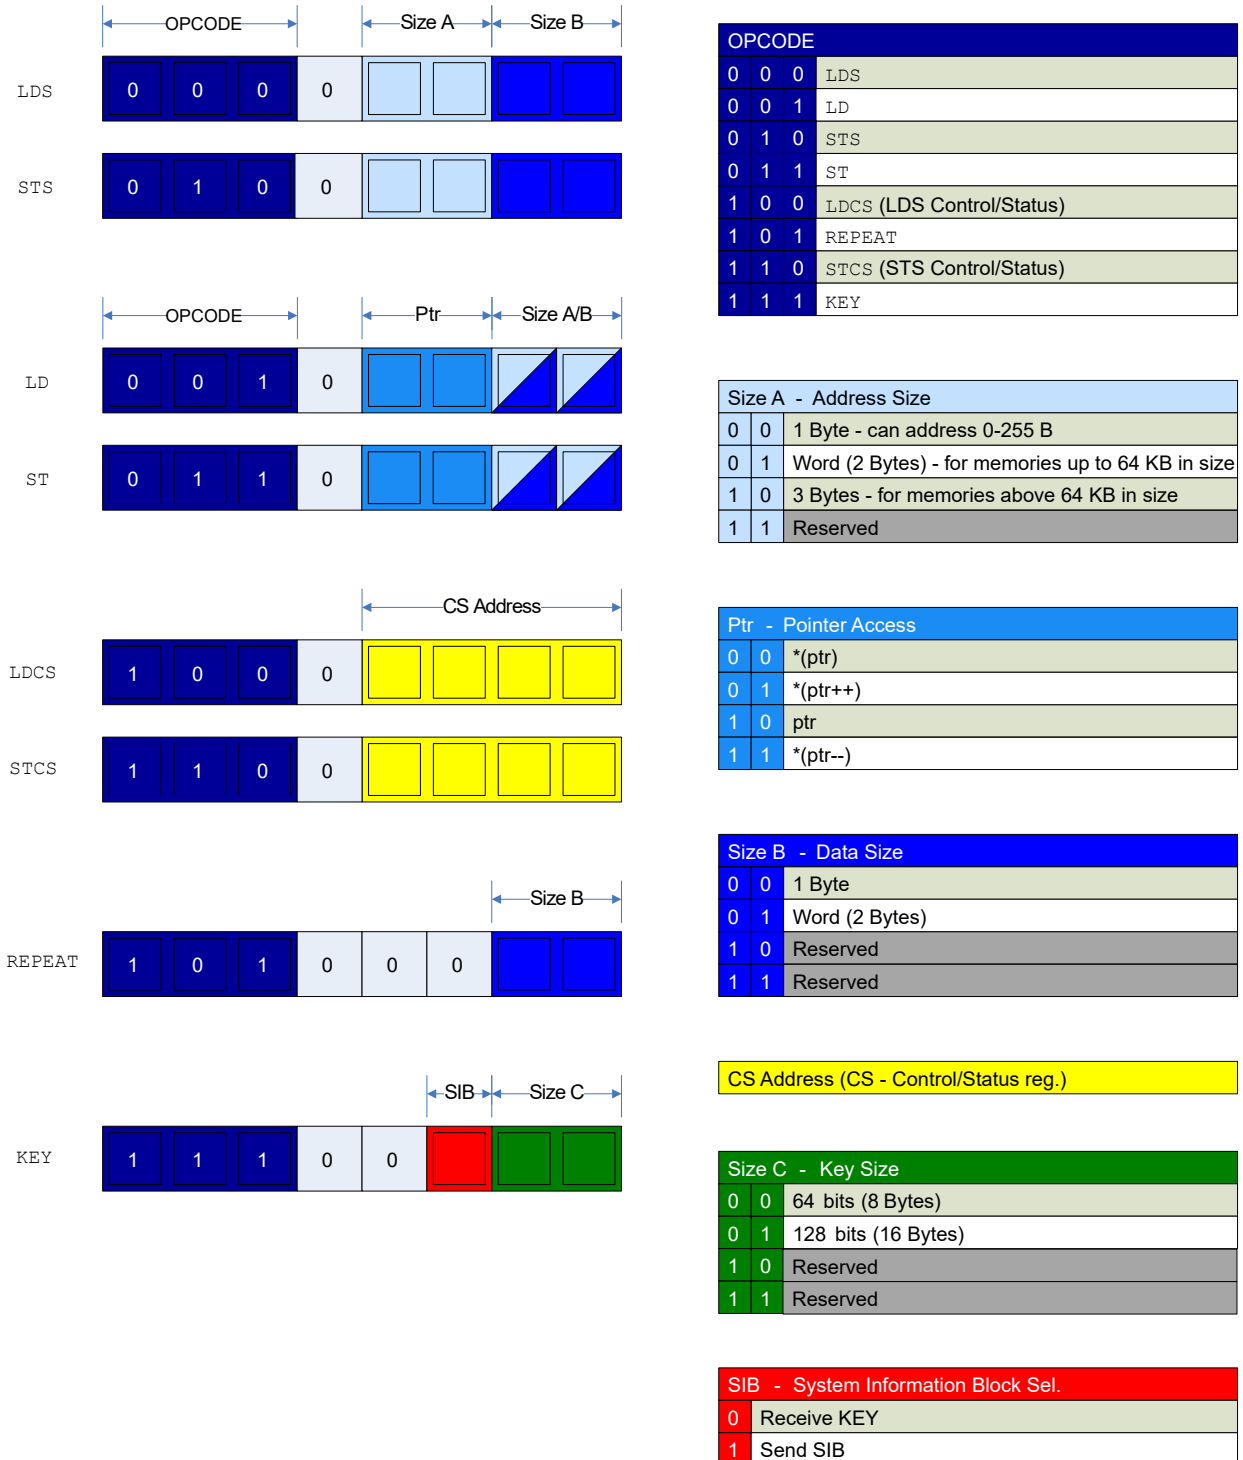 OPCODE Size A Size B
LDS 0 0 0 0
STS 0 1 0 0
OPCODE Ptr Size A/B
LD 0 0 1 0
ST 0 1 1 0
CS Address
LDCS 1 0 0 0
STCS 1 1 0 0
Size B
REPEAT 1 0 1 0 0 0
SIB Size C
KEY 1 1 1 0 0
OPCODE
0 0 0 LDS
0 0 1 LD
0 1 0 STS
0 1 1 ST
1 0 0 LDCS (LDS Control/Status)
1 0 1 REPEAT
1 1 0 STCS (STS Control/Status)
1 1 1 KEY
Size A - Address Size
0 0 1 Byte - can address 0-255 B
0 1 Word (2 Bytes) - for memories up to 64 KB in size
1 0 3 Bytes - for memories above 64 KB in size
1 1 Reserved
Ptr - Pointer Access
0 0 *(ptr)
0 1 *(ptr++)
1 0 ptr
1 1 *(ptr--)
Size B - Data Size
0 0 1 Byte
0 1 Word (2 Bytes)
1 0 Reserved
1 1 Reserved
CS Address (CS - Control/Status reg.)
Size C - Key Size
0 0 64 bits (8 Bytes)
0 1 128 bits (16 Bytes)
1 0 Reserved
1 1 Reserved
SIB - System Information Block Sel.
0 Receive KEY
1 Send SIB